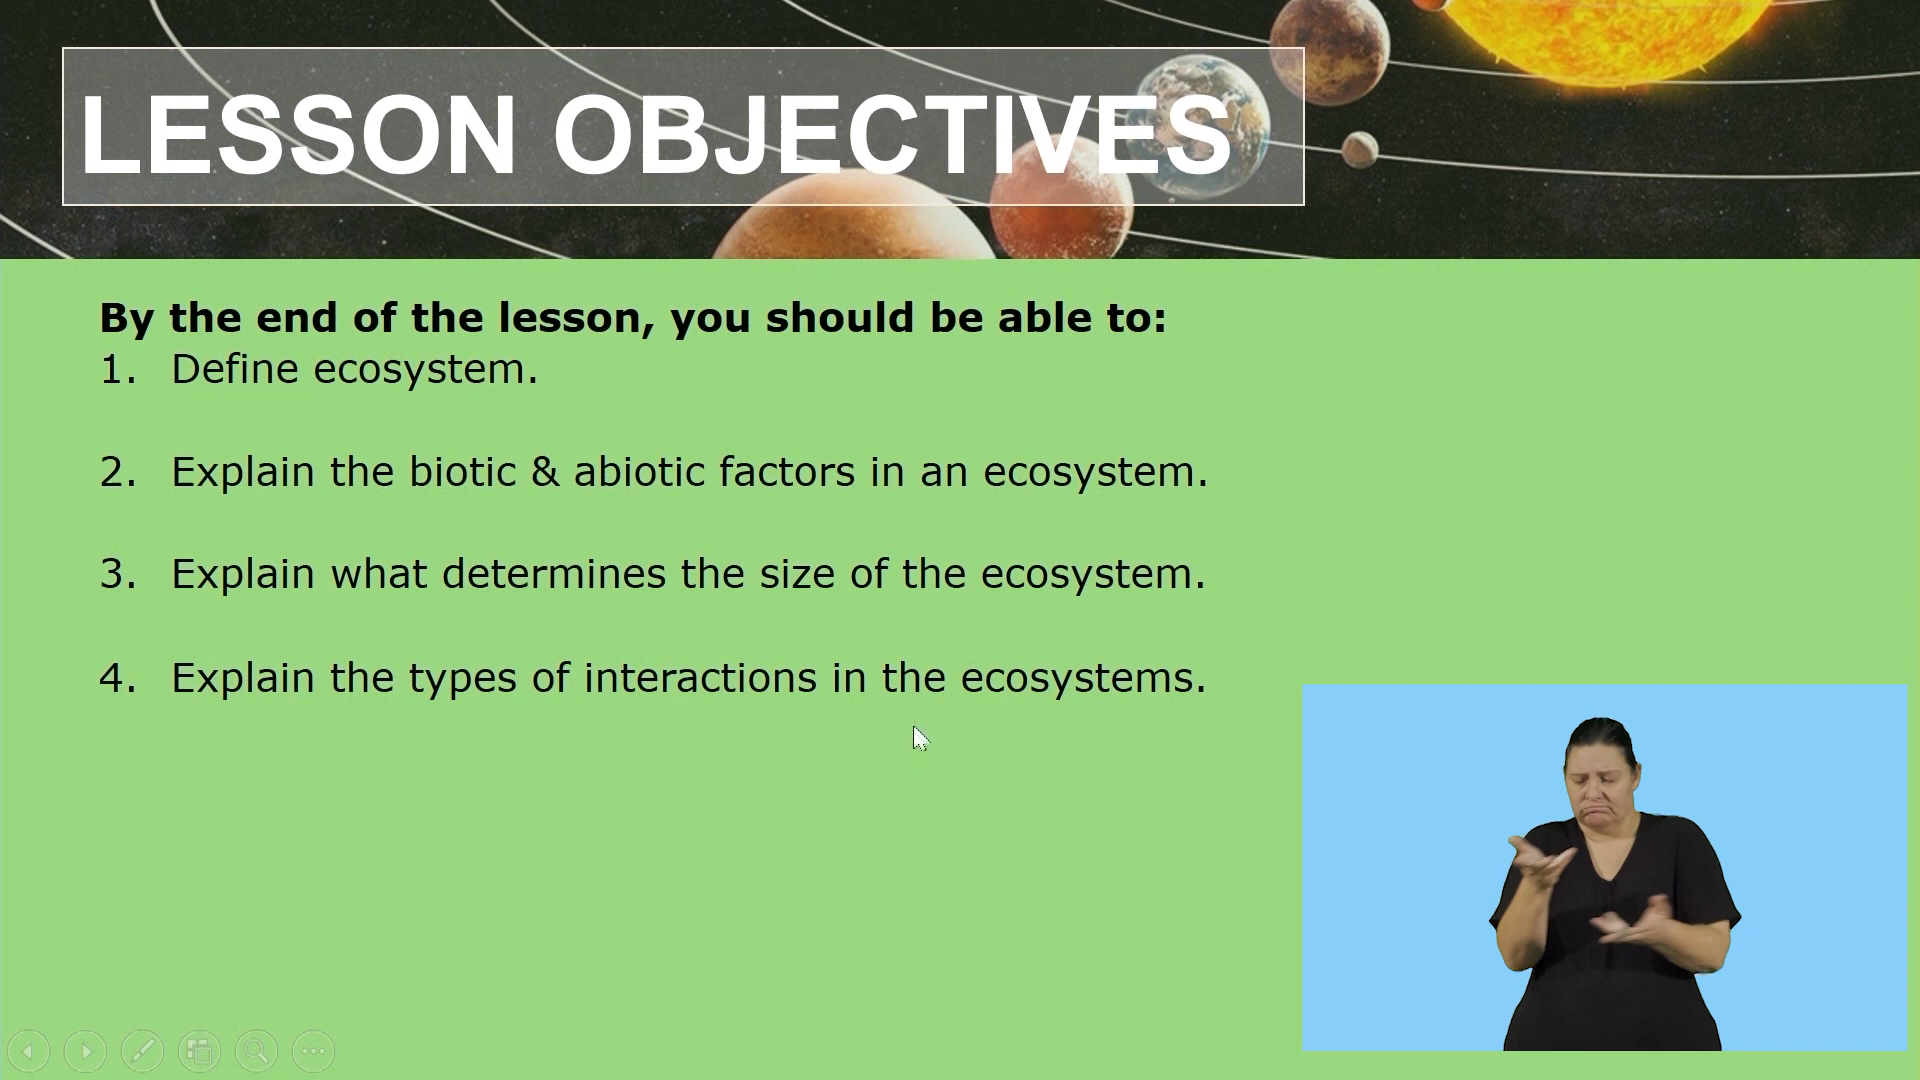 LESSON OBJECTIVES
By the end of the lesson, you should be able to:
1. Define ecosystem.
2. Explain the biotic & abiotic factors in an ecosystem.
3. Explain what determines the size of the ecosystem.
4. Explain the types of interactions in the ecosystems.